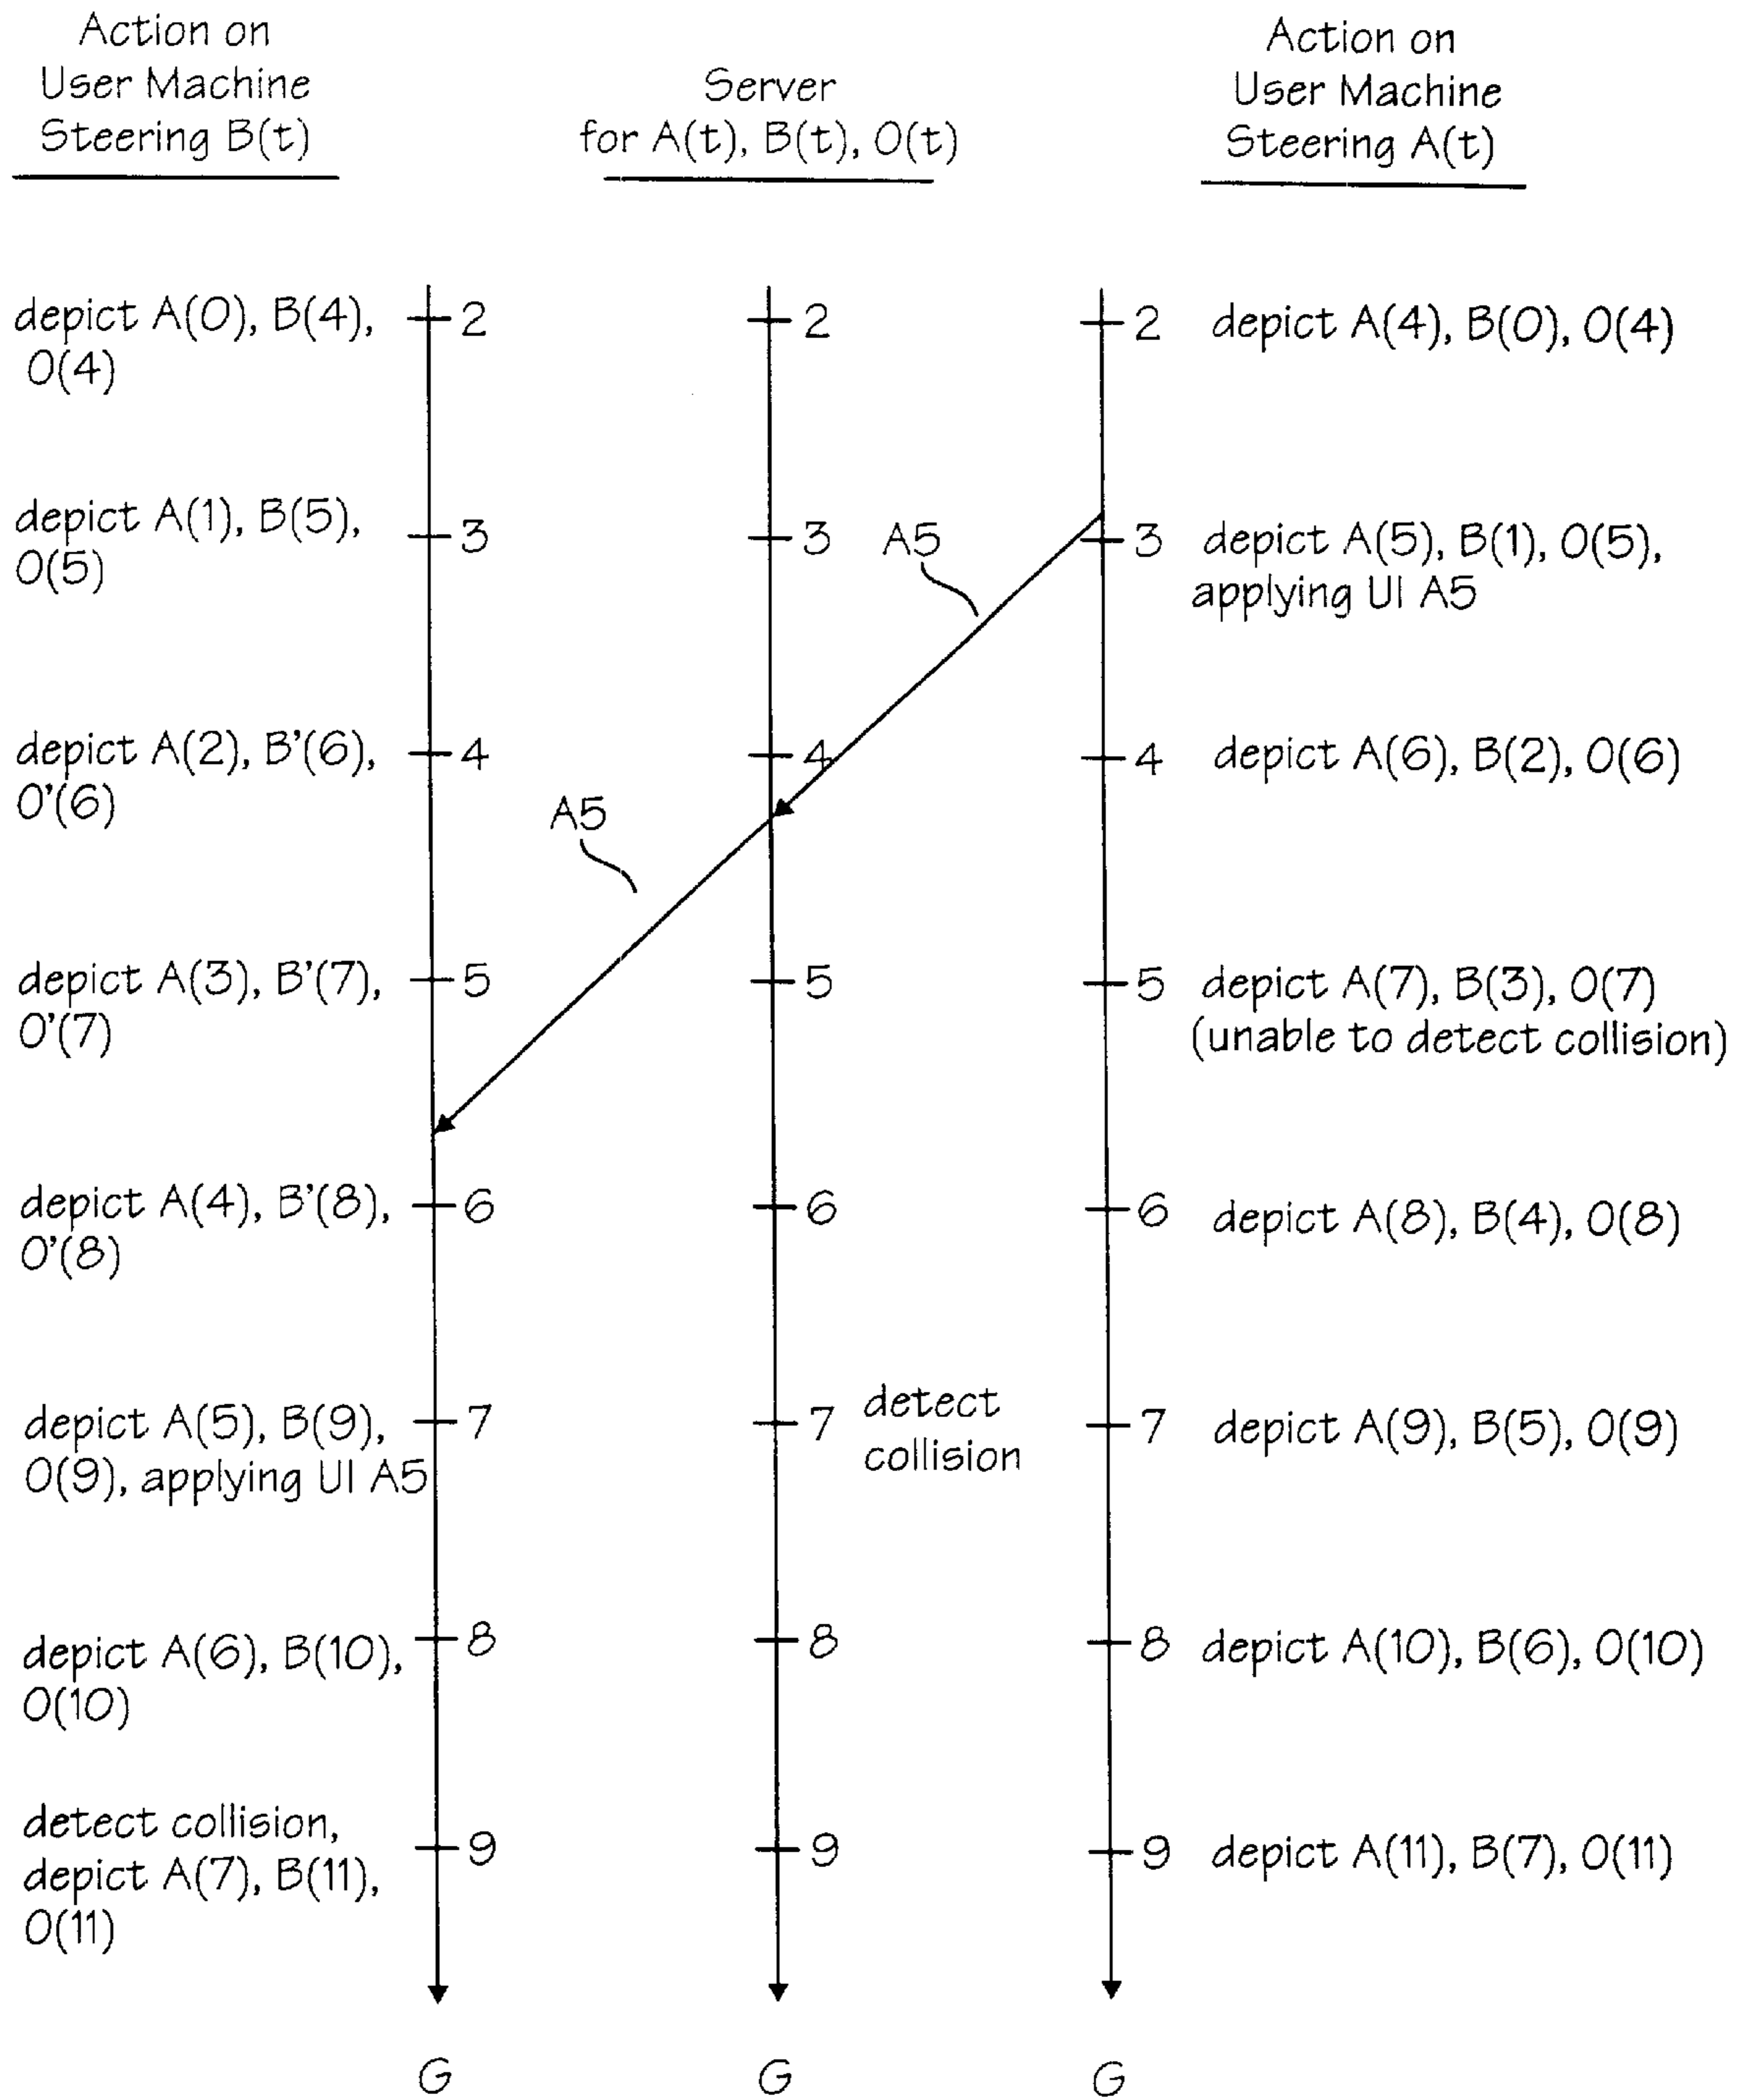 Action on
User Machine
Steering B(t)
Server
for A(t), B(t), O(t)
Action on
User Machine
Steering A(t)
depict A(0), B(4),
O(4)
2
2
2
depict A(4), B(0), O(4)
depict A(1), B(5),
O(5)
3
3
A5
3
depict A(5), B(1), O(5),
applying UI A5
depict A(2), B'(6),
O'(6)
4
4
4
depict A(6), B(2), O(6)
A5
depict A(3), B'(7),
O'(7)
5
5
5
depict A(7), B(3), O(7)
(unable to detect collision)
depict A(4), B'(8),
O'(8)
6
6
6
depict A(8), B(4), O(8)
depict A(5), B(9),
O(9), applying UI A5
7
7
detect
collision
7
depict A(9), B(5), O(9)
depict A(6), B(10),
O(10)
8
8
8
depict A(10), B(6), O(10)
detect collision,
depict A(7), B(11),
O(11)
9
9
9
depict A(11), B(7), O(11)
G
G
G